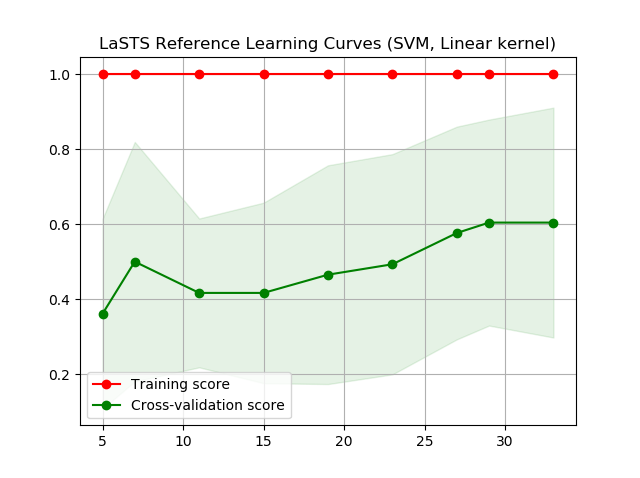 LaSTS Reference Learning Curves (SVM, Linear kernel)
1.0
0.8
0.6
0.4
0.2
Training score
Cross-validation score
5 10 15 20 25 30